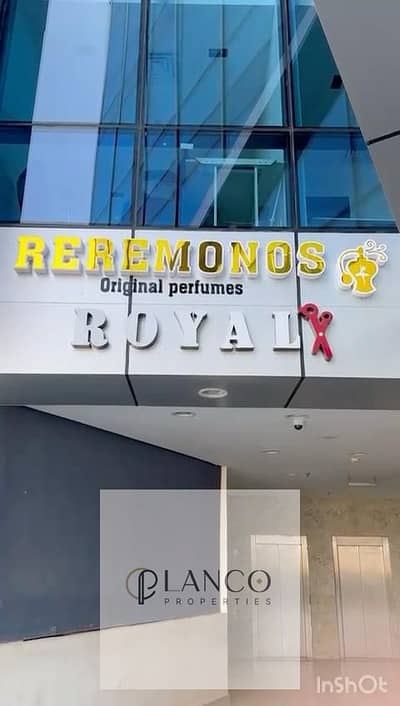 REREMONOS
Original perfumes
ROYAL
PLANCO
PROPERTIES
InShOt